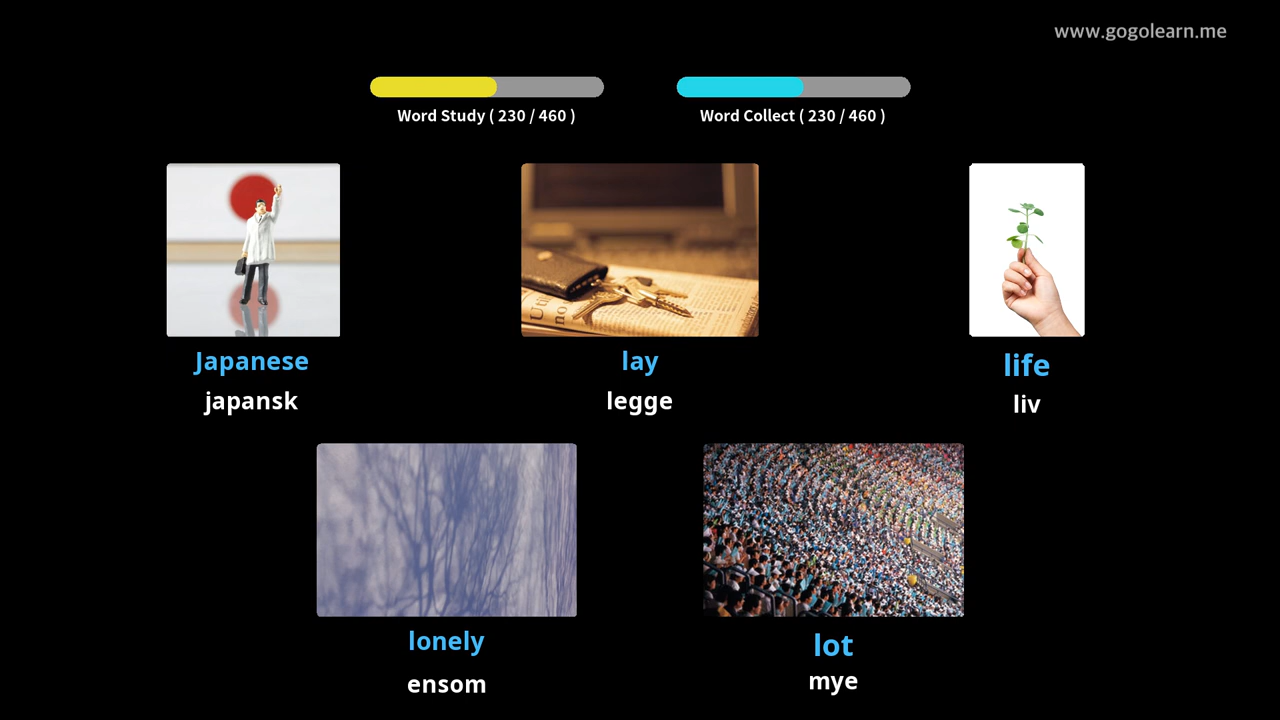 www.gogolearn.me
Word Study ( 230 / 460 )
Word Collect ( 230 / 460 )
Japanese
japansk
lay
legge
life
liv
lonely
ensom
lot
mye